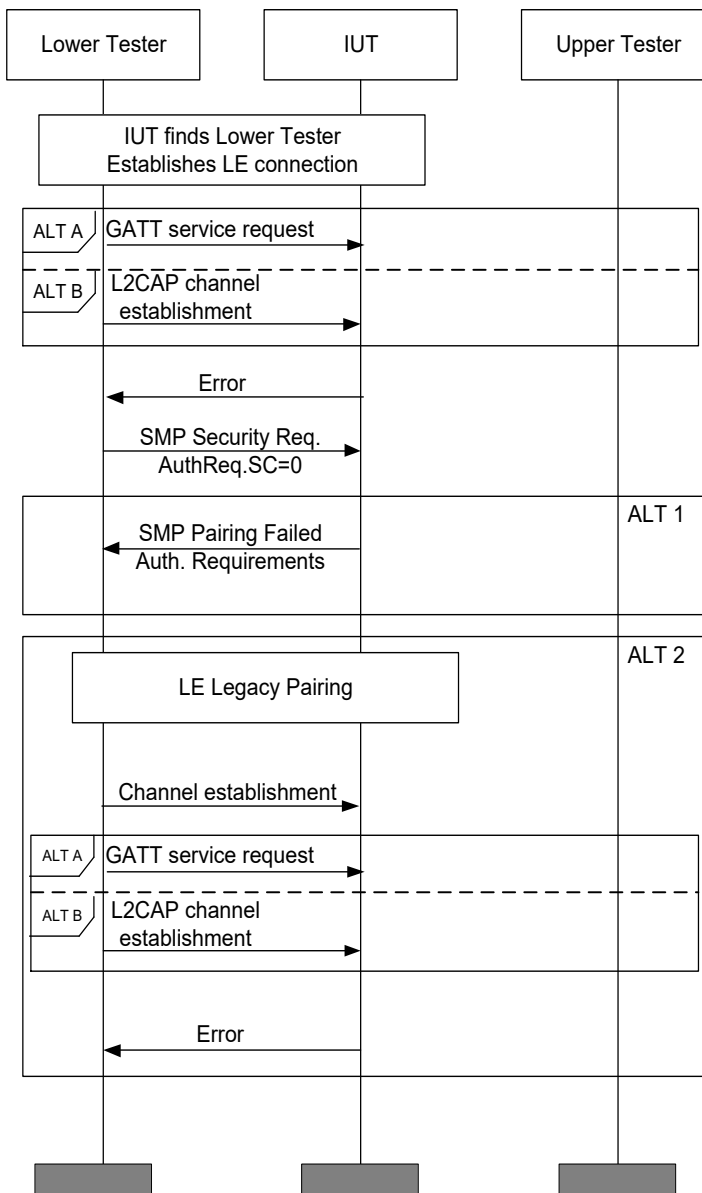 Lower Tester
IUT
Upper Tester
IUT finds Lower Tester
Establishes LE connection
ALT A
GATT service request
ALT B
L2CAP channel
establishment
Error
SMP Security Req.
AuthReq.SC=0
ALT 1
SMP Pairing Failed
Auth. Requirements
ALT 2
LE Legacy Pairing
Channel establishment
ALT A
GATT service request
ALT B
L2CAP channel
establishment
Error